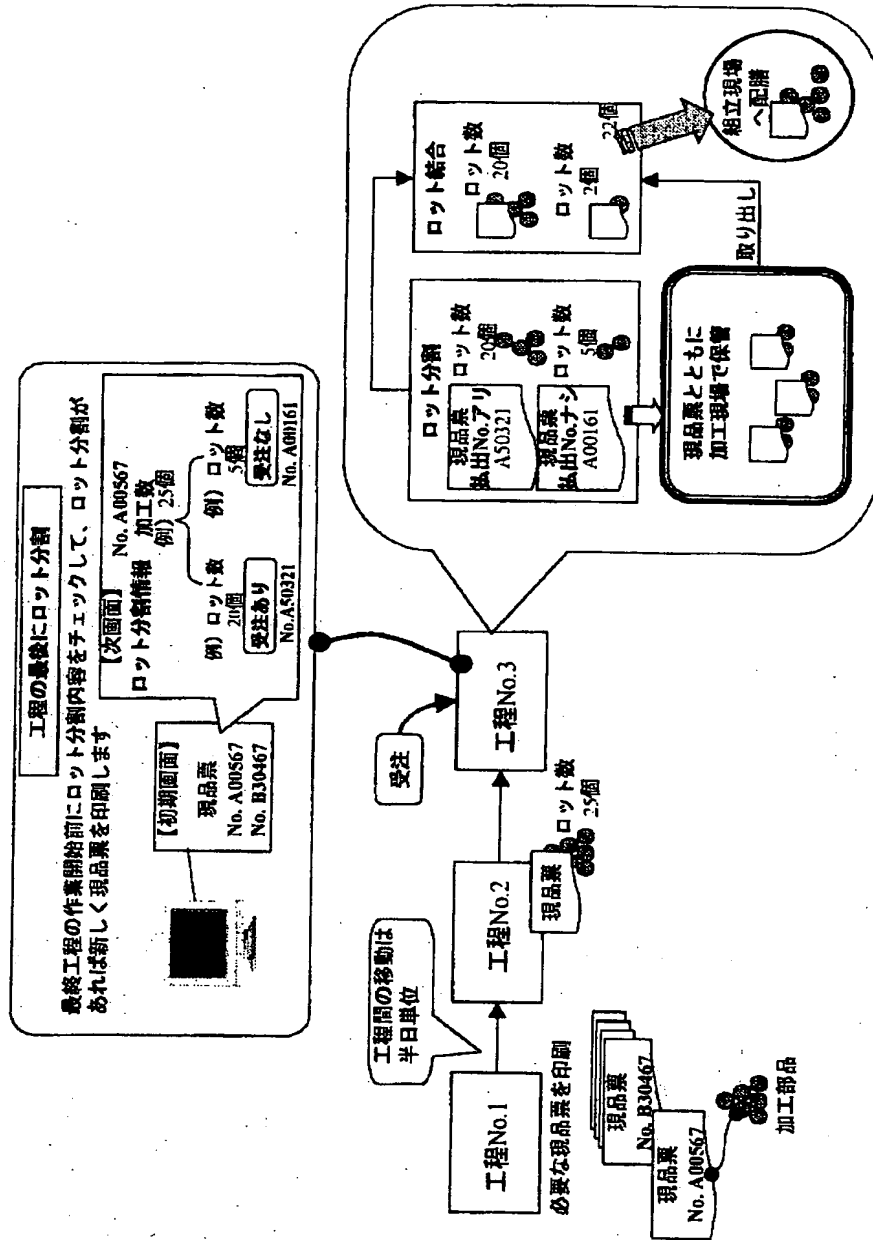 工程の最後にロット分割
最終工程の作業開始前にロット分割内容をチェックして、ロット分割が
あれば新しく現品票を印刷します
【初期画面】
現品票
No. A00567
No. B30467
【次画面】
ロット分割情報
No. A00567
加工数
例) 25個
例) ロット数
20個
受注あり
No.A50321
例) ロット数
5個
受注なし
No. A00161
工程No.1
工程間の移動は
半日単位
工程No.2
現品票
ロット数
25個
受注
工程No.3
必要な現品票を印刷
現品票
No. B30467
現品票
No. A00567
加工部品
ロット分割
現品票
払出No.アリ
A50321
ロット数
20個
現品票
払出No.ナシ
A00161
ロット数
5個
ロット結合
ロット数
20個
ロット数
2個
22個
現品票とともに
加工現場で保管
取り出し
組立現場
へ配膳